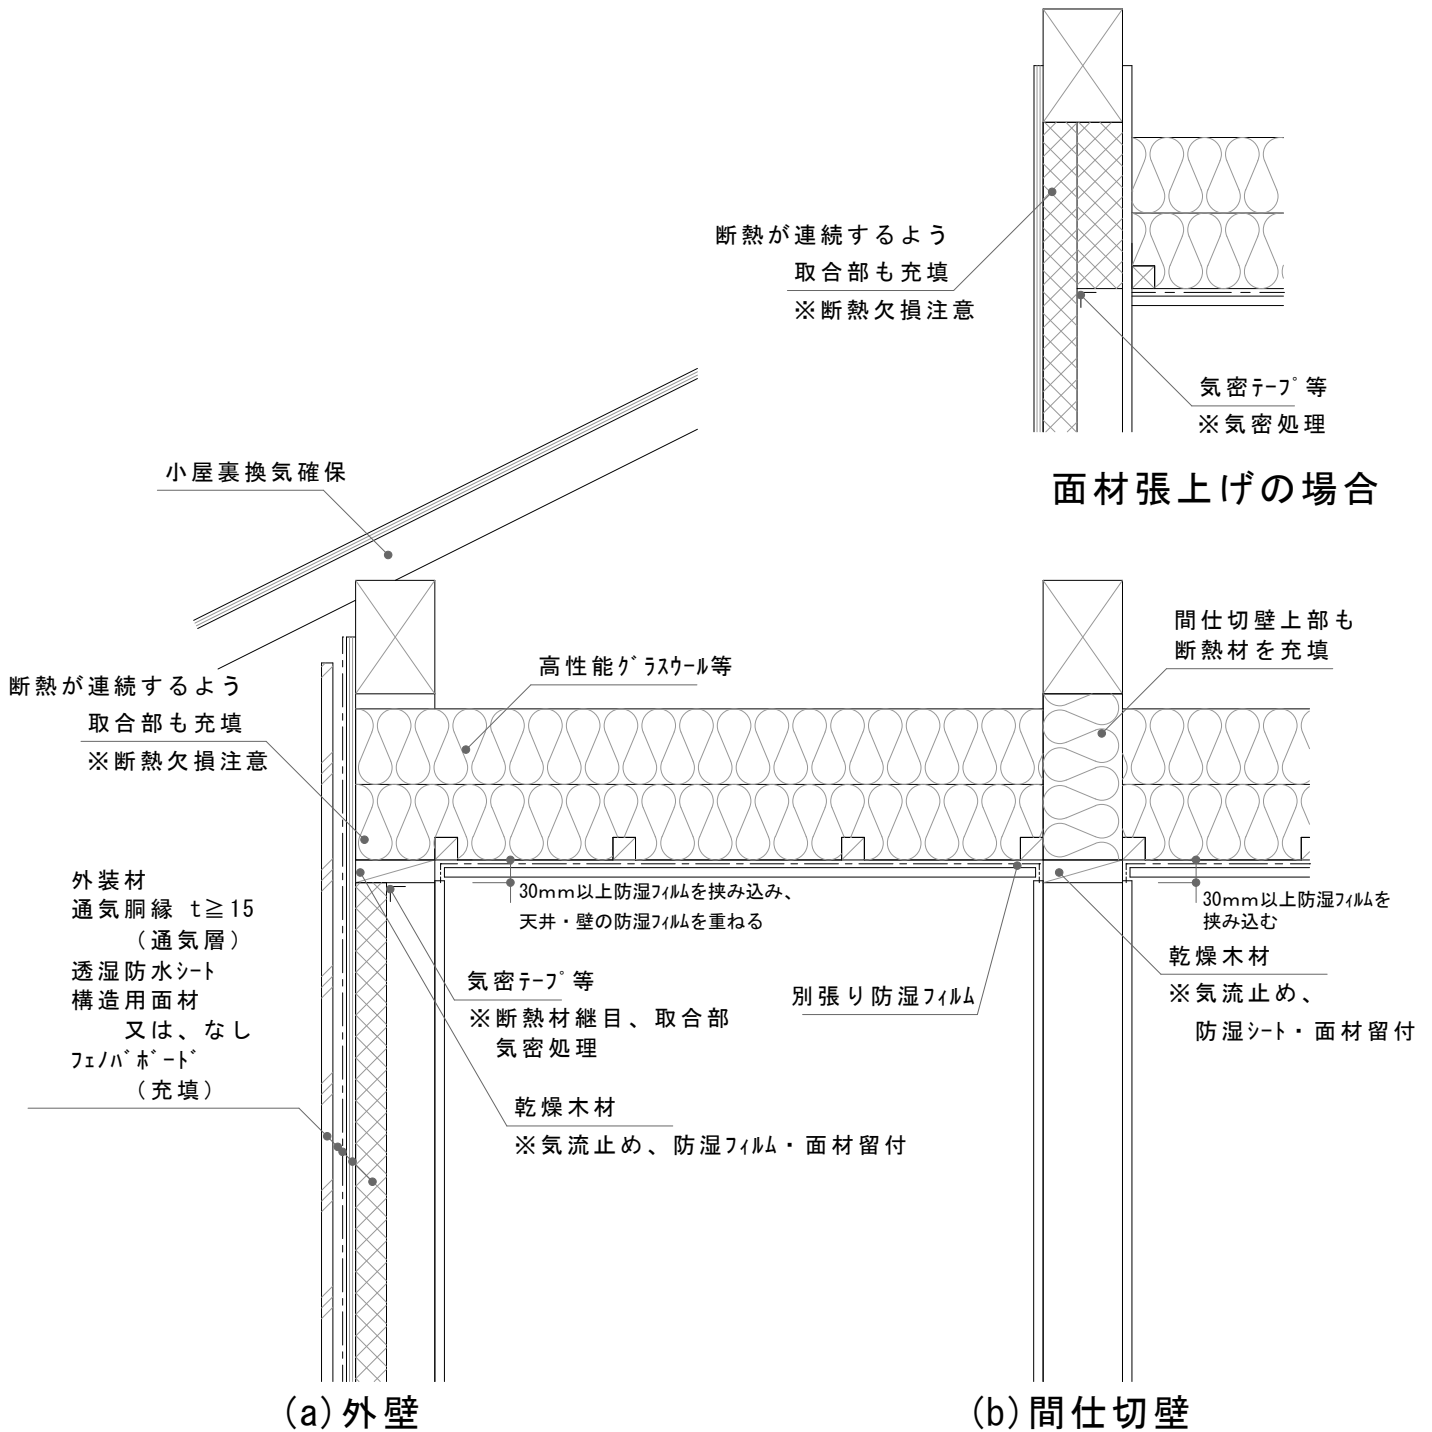 断熱が連続するよう
取合部も充填
※断熱欠損注意
気密ﾃｰﾌﾟ等
※気密処理
面材張上げの場合
小屋裏換気確保
間仕切壁上部も
断熱材を充填
高性能ｸﾞﾗｽｳｰﾙ等
断熱が連続するよう
取合部も充填
※断熱欠損注意
外装材
通気胴縁 t≧15
（通気層）
透湿防水ｼｰﾄ
構造用面材
又は、なし
ﾌｪﾉﾊﾞﾎﾞｰﾄﾞ
（充填）
30mm以上防湿ﾌｨﾙﾑを挟み込み、
天井・壁の防湿ﾌｨﾙﾑを重ねる
30mm以上防湿ﾌｨﾙﾑを
挟み込む
気密ﾃｰﾌﾟ等
※断熱材継目、取合部
気密処理
別張り防湿ﾌｨﾙﾑ
乾燥木材
※気流止め、
防湿ｼｰﾄ・面材留付
乾燥木材
※気流止め、防湿ﾌｨﾙﾑ・面材留付
(a)外壁
(b)間仕切壁